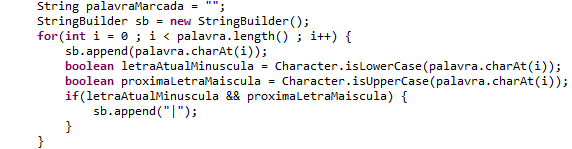 String palavraMarcada = "";
StringBuilder sb = new StringBuilder();
for(int i = 0 ; i < palavra.length() ; i++) {
sb.append(palavra.charAt(i));
boolean letraAtualMinuscula = Character.isLowerCase(palavra.charAt(i));
boolean proximaLetraMaiscula = Character.isUpperCase(palavra.charAt(i));
if(letraAtualMinuscula && proximaLetraMaiscula) {
sb.append("|");
}
}